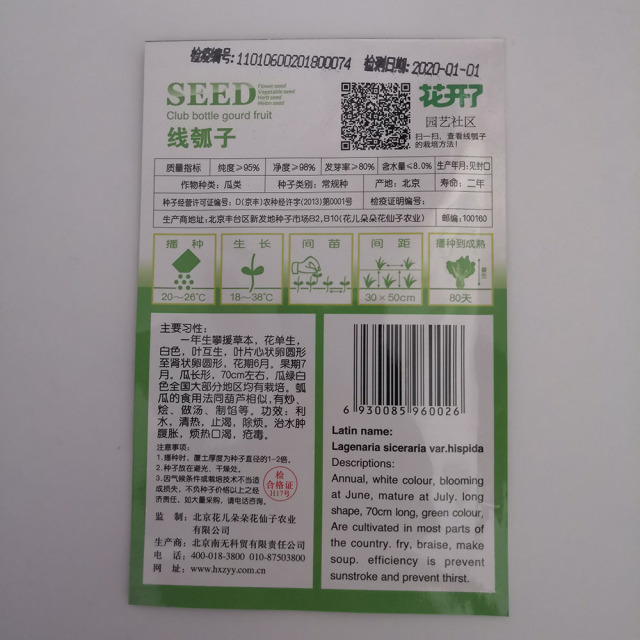 检疫编号:11010600201800074 检测日期:2020-01-01
SEED
Flower seed
Vegetable seed
Herb seed
Melon seed
Club bottle gourd fruit
线瓠子
花开了
园艺社区
扫一扫，查看线瓠子
的栽培方法！
质量指标 纯度≥95% 净度≥98% 发芽率≥80% 含水量≤8.0% 生产年月:见封口
作物种类：瓜类 种子类别：常规种 产地：北京 寿命：二年
种子经营许可证编号：D(京丰)农种经许字(2013)第0001号 检疫证明编号：
生产商地址:北京丰台区新发地种子市场B2,B10(花儿朵朵花仙子农业) 邮编:100160
播种 生长 间苗 间距 播种到成熟
20～26℃ 18～38℃ 30×50cm 80天
主要习性：
一年生攀援草本，花单生，
白色，叶互生，叶片心状卵圆形
至肾状卵圆形，花期6月。果期7
月。瓜长形，70cm左右，瓜绿白
色全国大部分地区均有栽培。瓠
瓜的食用法同葫芦相似,有炒、
烩、做汤、制馅等。功效：利
水，清热，止渴，除烦。治水肿
腹胀，烦热口渴，疮毒。
注意事项：
1.播种时，覆土厚度为种子直径的1-2倍。
2.种子放在避光、干燥处。
3.因气候条件或栽培技术不当造
成损失，不负种子价格以上之经
济责任，如大量采购，请电话咨询。
检
合格证
H17号
监 制：北京花儿朵朵花仙子农业
有限公司
生产商：北京南无科贸有限责任公司
电 话：400-018-3800 010-87503800
网 址：www.hxzyy.com.cn
6 930085 960026
Latin name:
Lagenaria siceraria var.hispida
Descriptions:
Annual, white colour, blooming
at June, mature at July. long
shape, 70cm long, green colour,
Are cultivated in most parts of
the country. fry, braise, make
soup. efficiency is prevent
sunstroke and prevent thirst.